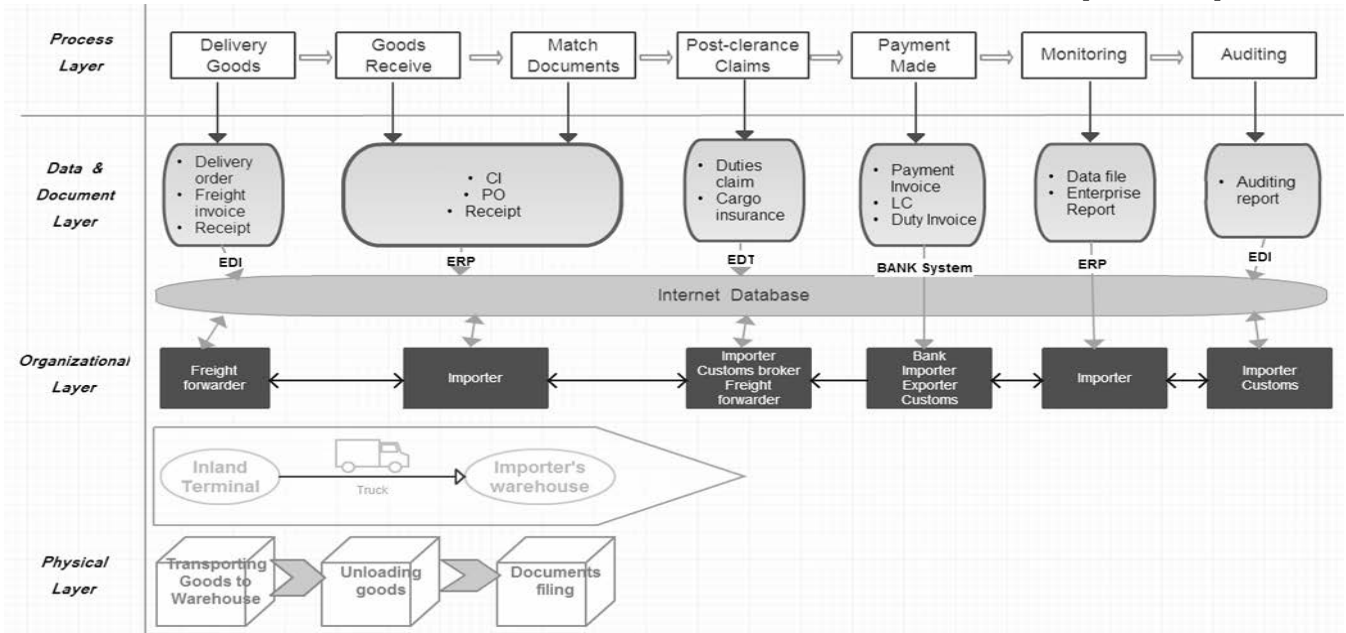 Process
Layer
Delivery
Goods
Goods
Receive
Match
Documents
Post-clerance
Claims
Payment
Made
Monitoring
Auditing
Data &
Document
Layer
• Delivery
order
• Freight
invoice
• Receipt
• CI
• PO
• Receipt
• Duties
claim
• Cargo
insurance
• Payment
Invoice
• LC
• Duty Invoice
• Data file
• Enterprise
Report
• Auditing
report
EDI
ERP
EDT
BANK System
ERP
EDI
Internet Database
Organizational
Layer
Freight
forwarder
Importer
Importer
Customs broker
Freight
forwarder
Bank
Importer
Exporter
Customs
Importer
Importer
Customs
Inland
Terminal
Truck
Importer's
warehouse
Physical
Layer
Transporting
Goods to
Warehouse
Unloading
goods
Documents
filing